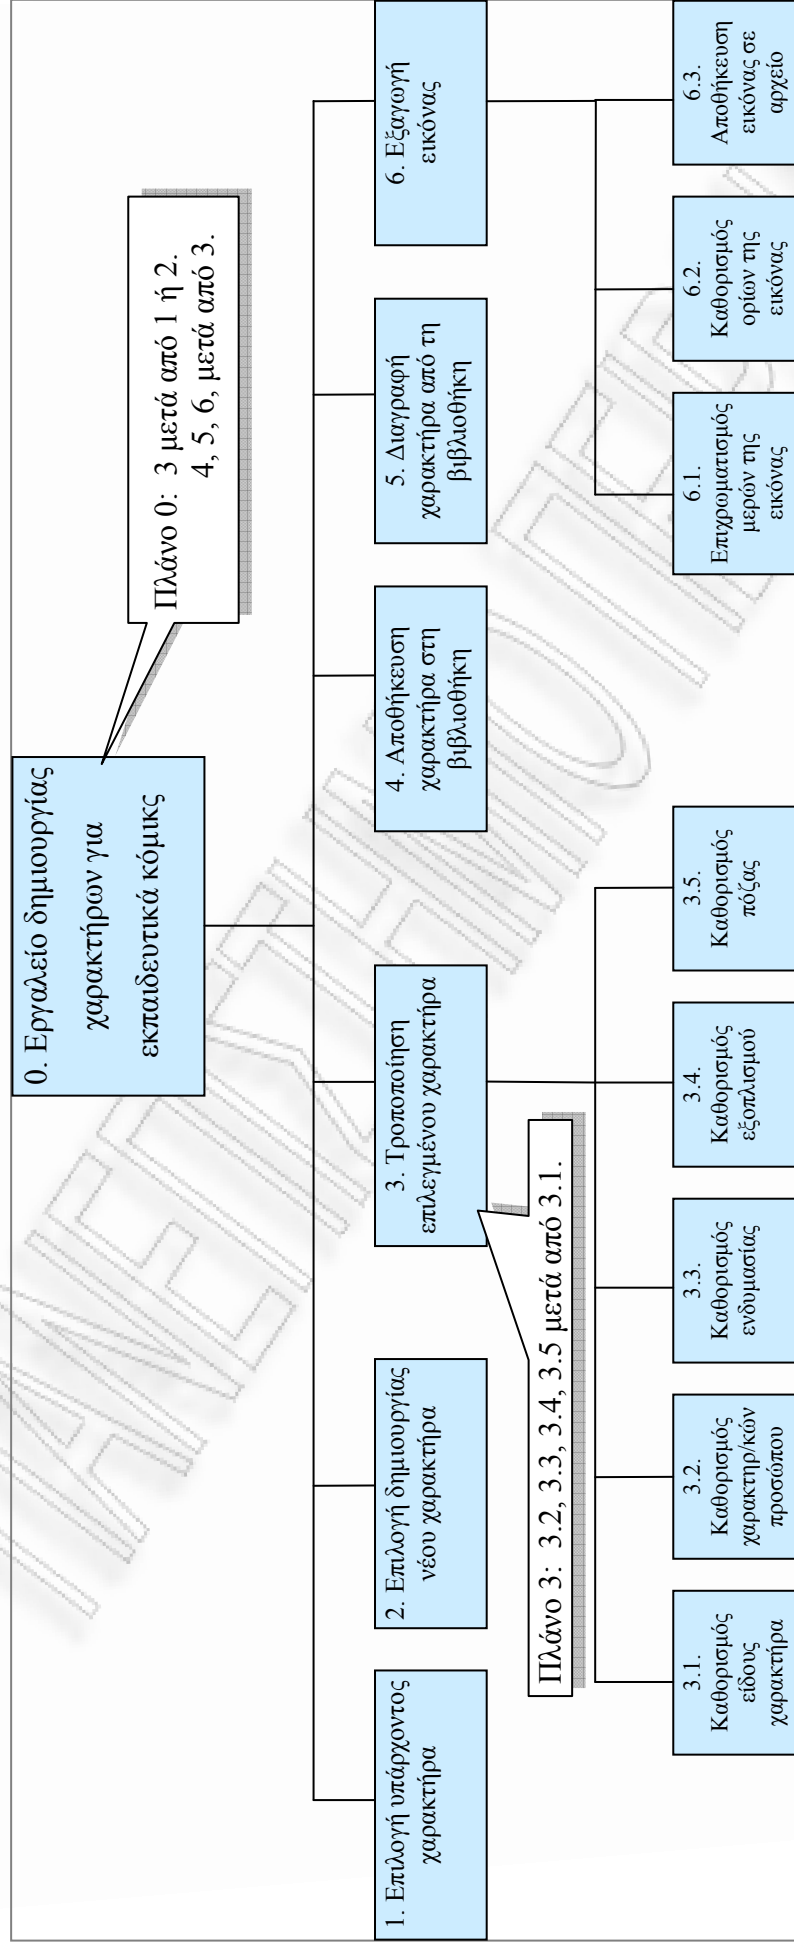 0. Εργαλείο δημιουργίας
χαρακτήρων για
εκπαιδευτικά κόμικς
Πλάνο 0: 3 μετά από 1 ή 2.
4, 5, 6, μετά από 3.
1. Επιλογή υπάρχοντος
χαρακτήρα
2. Επιλογή δημιουργίας
νέου χαρακτήρα
3. Τροποποίηση
επιλεγμένου χαρακτήρα
4. Αποθήκευση
χαρακτήρα στη
βιβλιοθήκη
5. Διαγραφή
χαρακτήρα από τη
βιβλιοθήκη
6. Εξαγωγή
εικόνας
Πλάνο 3: 3.2, 3.3, 3.4, 3.5 μετά από 3.1.
3.1.
Καθορισμός
είδους
χαρακτήρα
3.2.
Καθορισμός
χαρακτηρ/κών
προσώπου
3.3.
Καθορισμός
ενδυμασίας
3.4.
Καθορισμός
εξοπλισμού
3.5.
Καθορισμός
πόζας
6.1.
Επιχρωματισμός
μερών της
εικόνας
6.2.
Καθορισμός
ορίων της
εικόνας
6.3.
Αποθήκευση
εικόνας σε
αρχείο